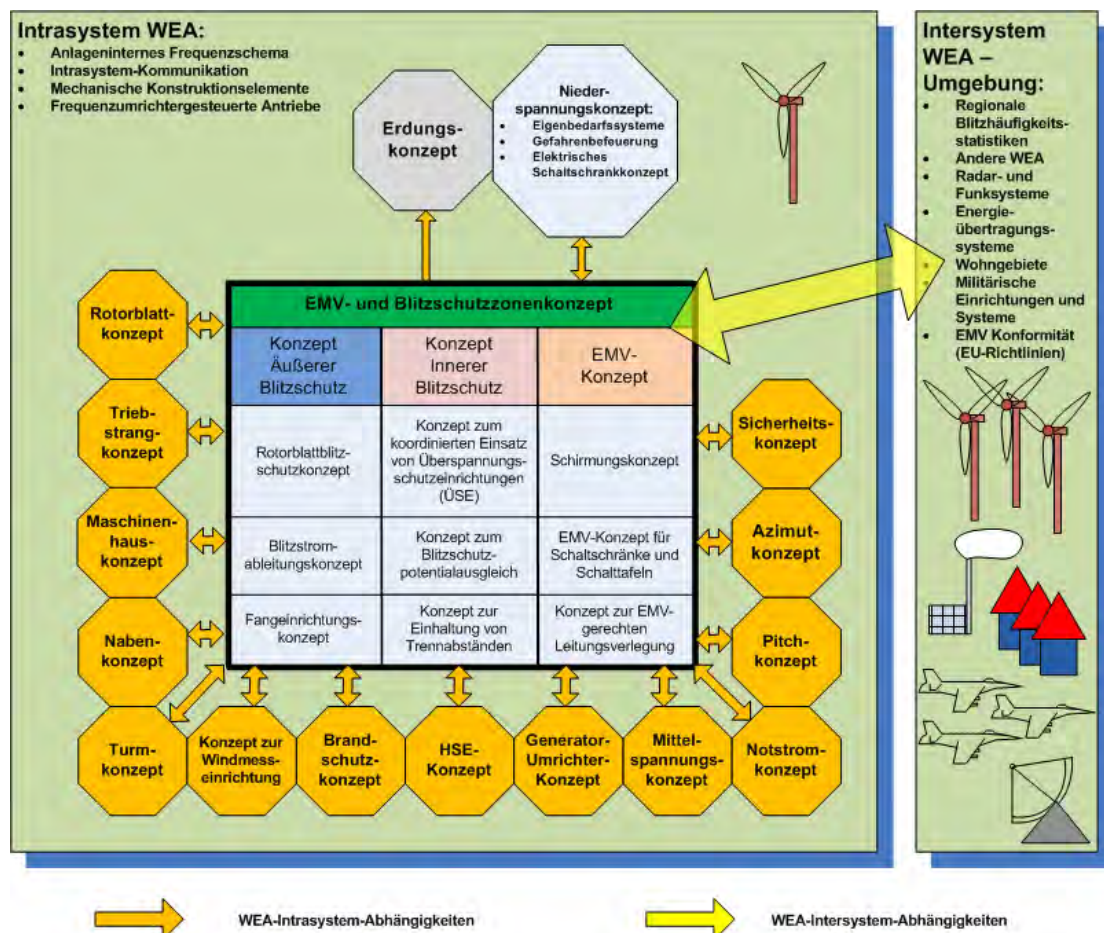 Intrasystem WEA:
• Anlageninternes Frequenzschema
• Intrasystem-Kommunikation
• Mechanische Konstruktionselemente
• Frequenzumrichtergesteuerte Antriebe
Erdungs-
konzept
Nieder-
spannungskonzept:
• Eigenbedarfssysteme
• Gefahrenbefeuerung
• Elektrisches
Schaltschrankkonzept
EMV- und Blitzschutzzonenkonzept
Konzept
Äußerer
Blitzschutz
Konzept
Innerer
Blitzschutz
EMV-
Konzept
Rotorblattblitz-
schutzkonzept
Konzept zum
koordinierten Einsatz
von Überspannungs-
schutzeinrichtungen
(ÜSE)
Schirmungskonzept
Blitzstrom-
ableitungskonzept
Konzept zum
Blitzschutz-
potentialausgleich
EMV-Konzept für
Schaltschränke und
Schalttafeln
Fangeinrichtungs-
konzept
Konzept zur
Einhaltung von
Trennabständen
Konzept zur EMV-
gerechten
Leitungsverlegung
Rotorblatt-
konzept
Trieb-
strang-
konzept
Maschinen-
haus-
konzept
Naben-
konzept
Turm-
konzept
Konzept zur
Windmess-
einrichtung
Brand-
schutz-
konzept
HSE-
Konzept
Generator-
Umrichter-
Konzept
Mittel-
spannungs-
konzept
Notstrom-
konzept
Sicherheits-
konzept
Azimut-
konzept
Pitch-
konzept
Intersystem
WEA –
Umgebung:
• Regionale
Blitzhäufigkeits-
statistiken
• Andere WEA
• Radar- und
Funksysteme
• Energie-
übertragungs-
systeme
• Wohngebiete
• Militärische
Einrichtungen und
Systeme
• EMV Konformität
(EU-Richtlinien)
WEA-Intrasystem-Abhängigkeiten
WEA-Intersystem-Abhängigkeiten